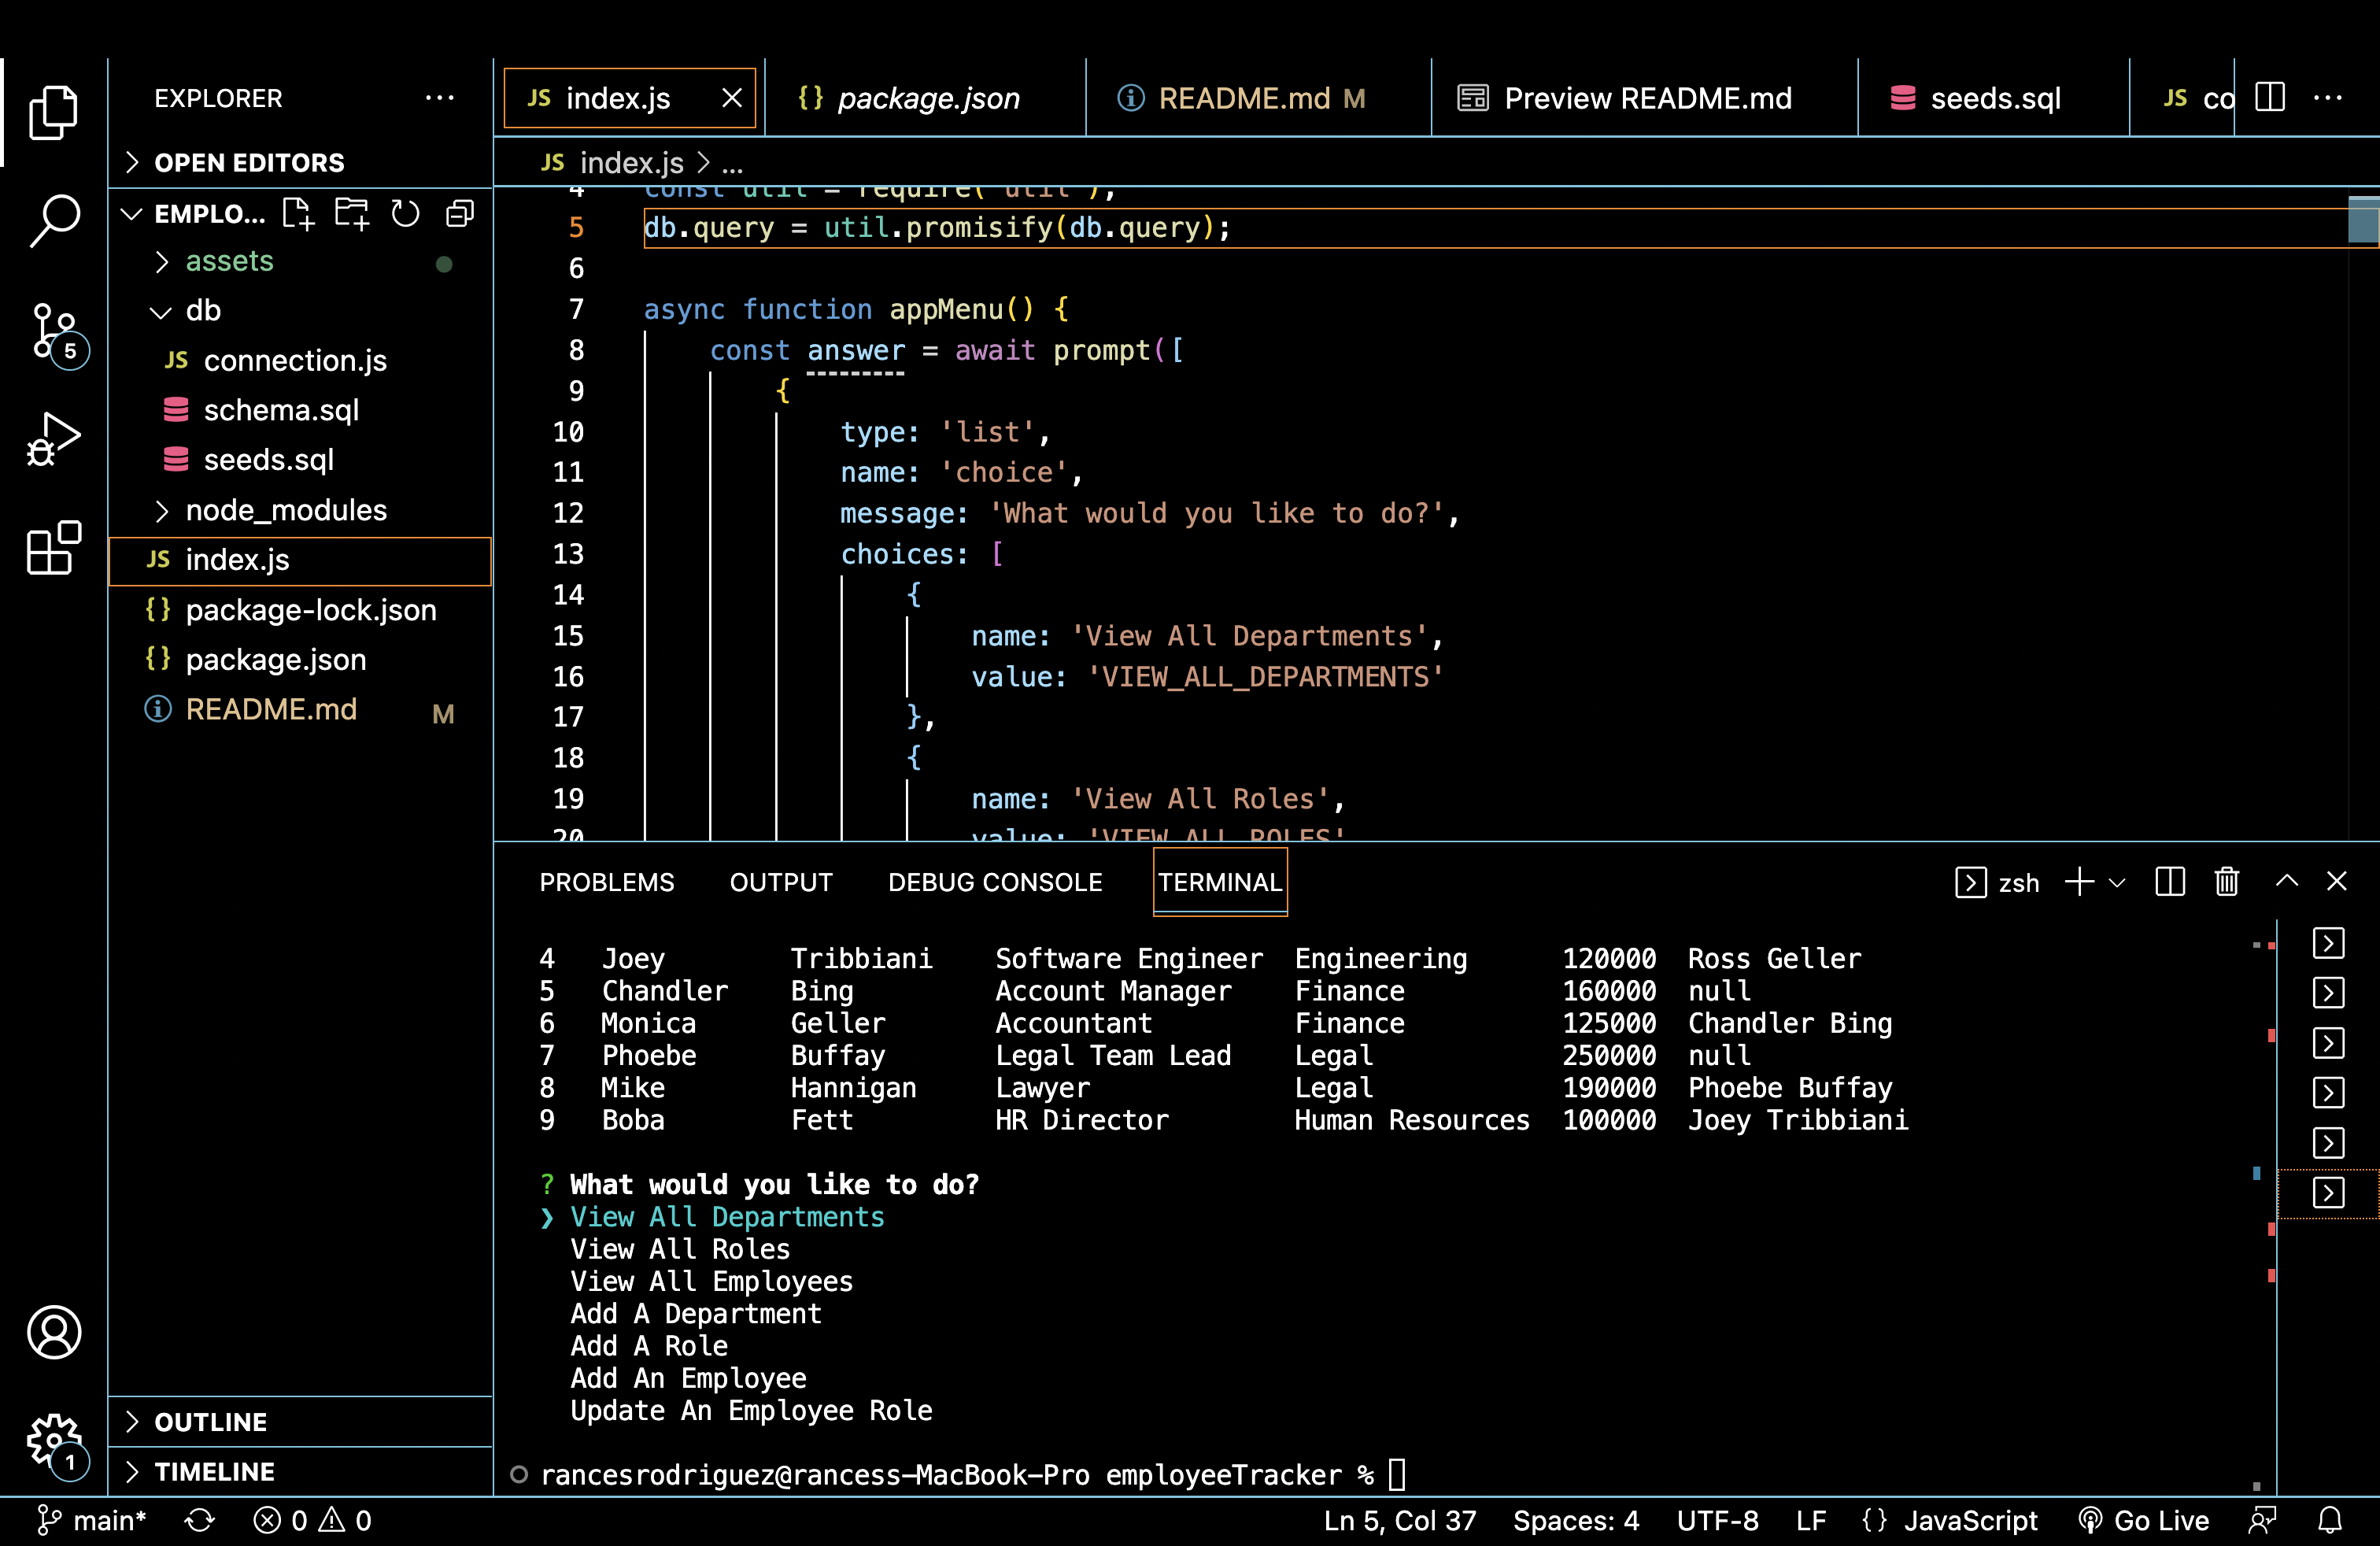 EXPLORER
OPEN EDITORS
EMPLO...
assets
db
JS connection.js
schema.sql
seeds.sql
node_modules
JS index.js
{} package-lock.json
{} package.json
README.md M
OUTLINE
TIMELINE
5
1
JS index.js
{} package.json
README.md M
Preview README.md
seeds.sql
JS co
JS index.js > ...
4 const util = require('util');
5 db.query = util.promisify(db.query);
6
7 async function appMenu() {
8 const answer = await prompt([
9 {
10 type: 'list',
11 name: 'choice',
12 message: 'What would you like to do?',
13 choices: [
14 {
15 name: 'View All Departments',
16 value: 'VIEW_ALL_DEPARTMENTS'
17 },
18 {
19 name: 'View All Roles',
20 value: 'VIEW_ALL_ROLES'
PROBLEMS OUTPUT DEBUG CONSOLE TERMINAL
zsh
4 Joey Tribbiani Software Engineer Engineering 120000 Ross Geller
5 Chandler Bing Account Manager Finance 160000 null
6 Monica Geller Accountant Finance 125000 Chandler Bing
7 Phoebe Buffay Legal Team Lead Legal 250000 null
8 Mike Hannigan Lawyer Legal 190000 Phoebe Buffay
9 Boba Fett HR Director Human Resources 100000 Joey Tribbiani
? What would you like to do?
❯ View All Departments
View All Roles
View All Employees
Add A Department
Add A Role
Add An Employee
Update An Employee Role
rancesrodriguez@rancess-MacBook-Pro employeeTracker %
main* 0 0 Ln 5, Col 37 Spaces: 4 UTF-8 LF {} JavaScript Go Live